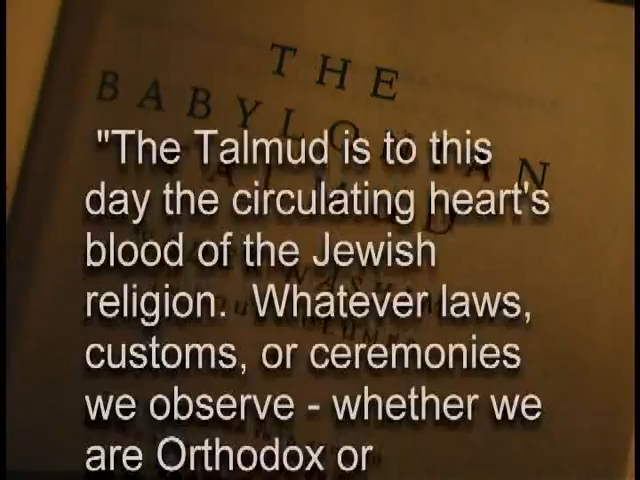 THE
BABYLONIAN
"The Talmud is to this
day the circulating heart's
blood of the Jewish
religion. Whatever laws,
customs, or ceremonies
we observe - whether we
are Orthodox or